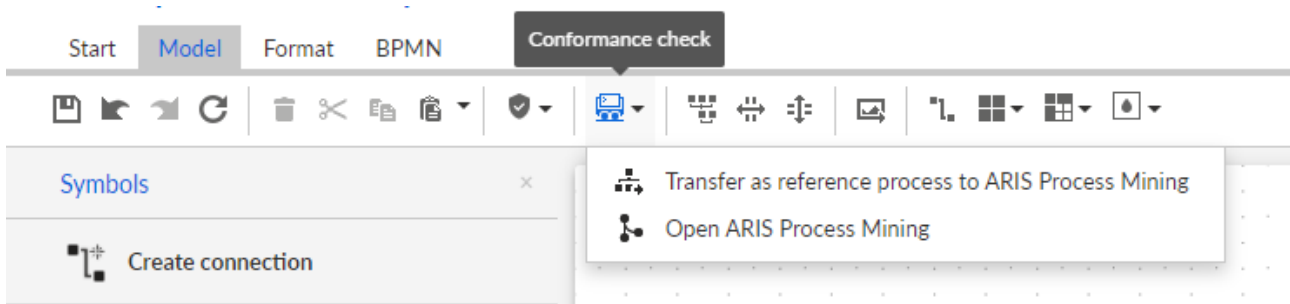 Conformance check
Start Model Format BPMN
Transfer as reference process to ARIS Process Mining
Open ARIS Process Mining
Symbols
Create connection